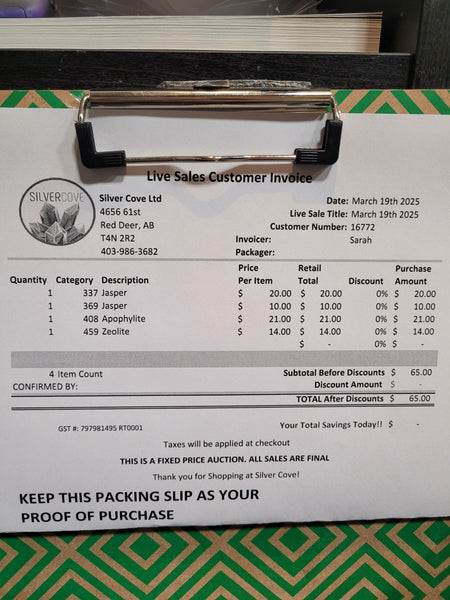 Live Sales Customer Invoice
SILVERCOVE
Silver Cove Ltd
4656 61st
Red Deer, AB
T4N 2R2
403-986-3682
Date: March 19th 2025
Live Sale Title: March 19th 2025
Customer Number: 16772
Invoicer: Sarah
Packager:
Quantity Category Description Price Per Item Retail Total Discount Purchase Amount
1 337 Jasper $ 20.00 $ 20.00 0% $ 20.00
1 369 Jasper $ 10.00 $ 10.00 0% $ 10.00
1 408 Apophylite $ 21.00 $ 21.00 0% $ 21.00
1 459 Zeolite $ 14.00 $ 14.00 0% $ 14.00
$ - 0% $ -
4 Item Count Subtotal Before Discounts $ 65.00
CONFIRMED BY: Discount Amount $ -
TOTAL After Discounts $ 65.00
GST #: 797981495 RT0001 Your Total Savings Today!! $ -
Taxes will be applied at checkout
THIS IS A FIXED PRICE AUCTION. ALL SALES ARE FINAL
Thank you for Shopping at Silver Cove!
KEEP THIS PACKING SLIP AS YOUR
PROOF OF PURCHASE